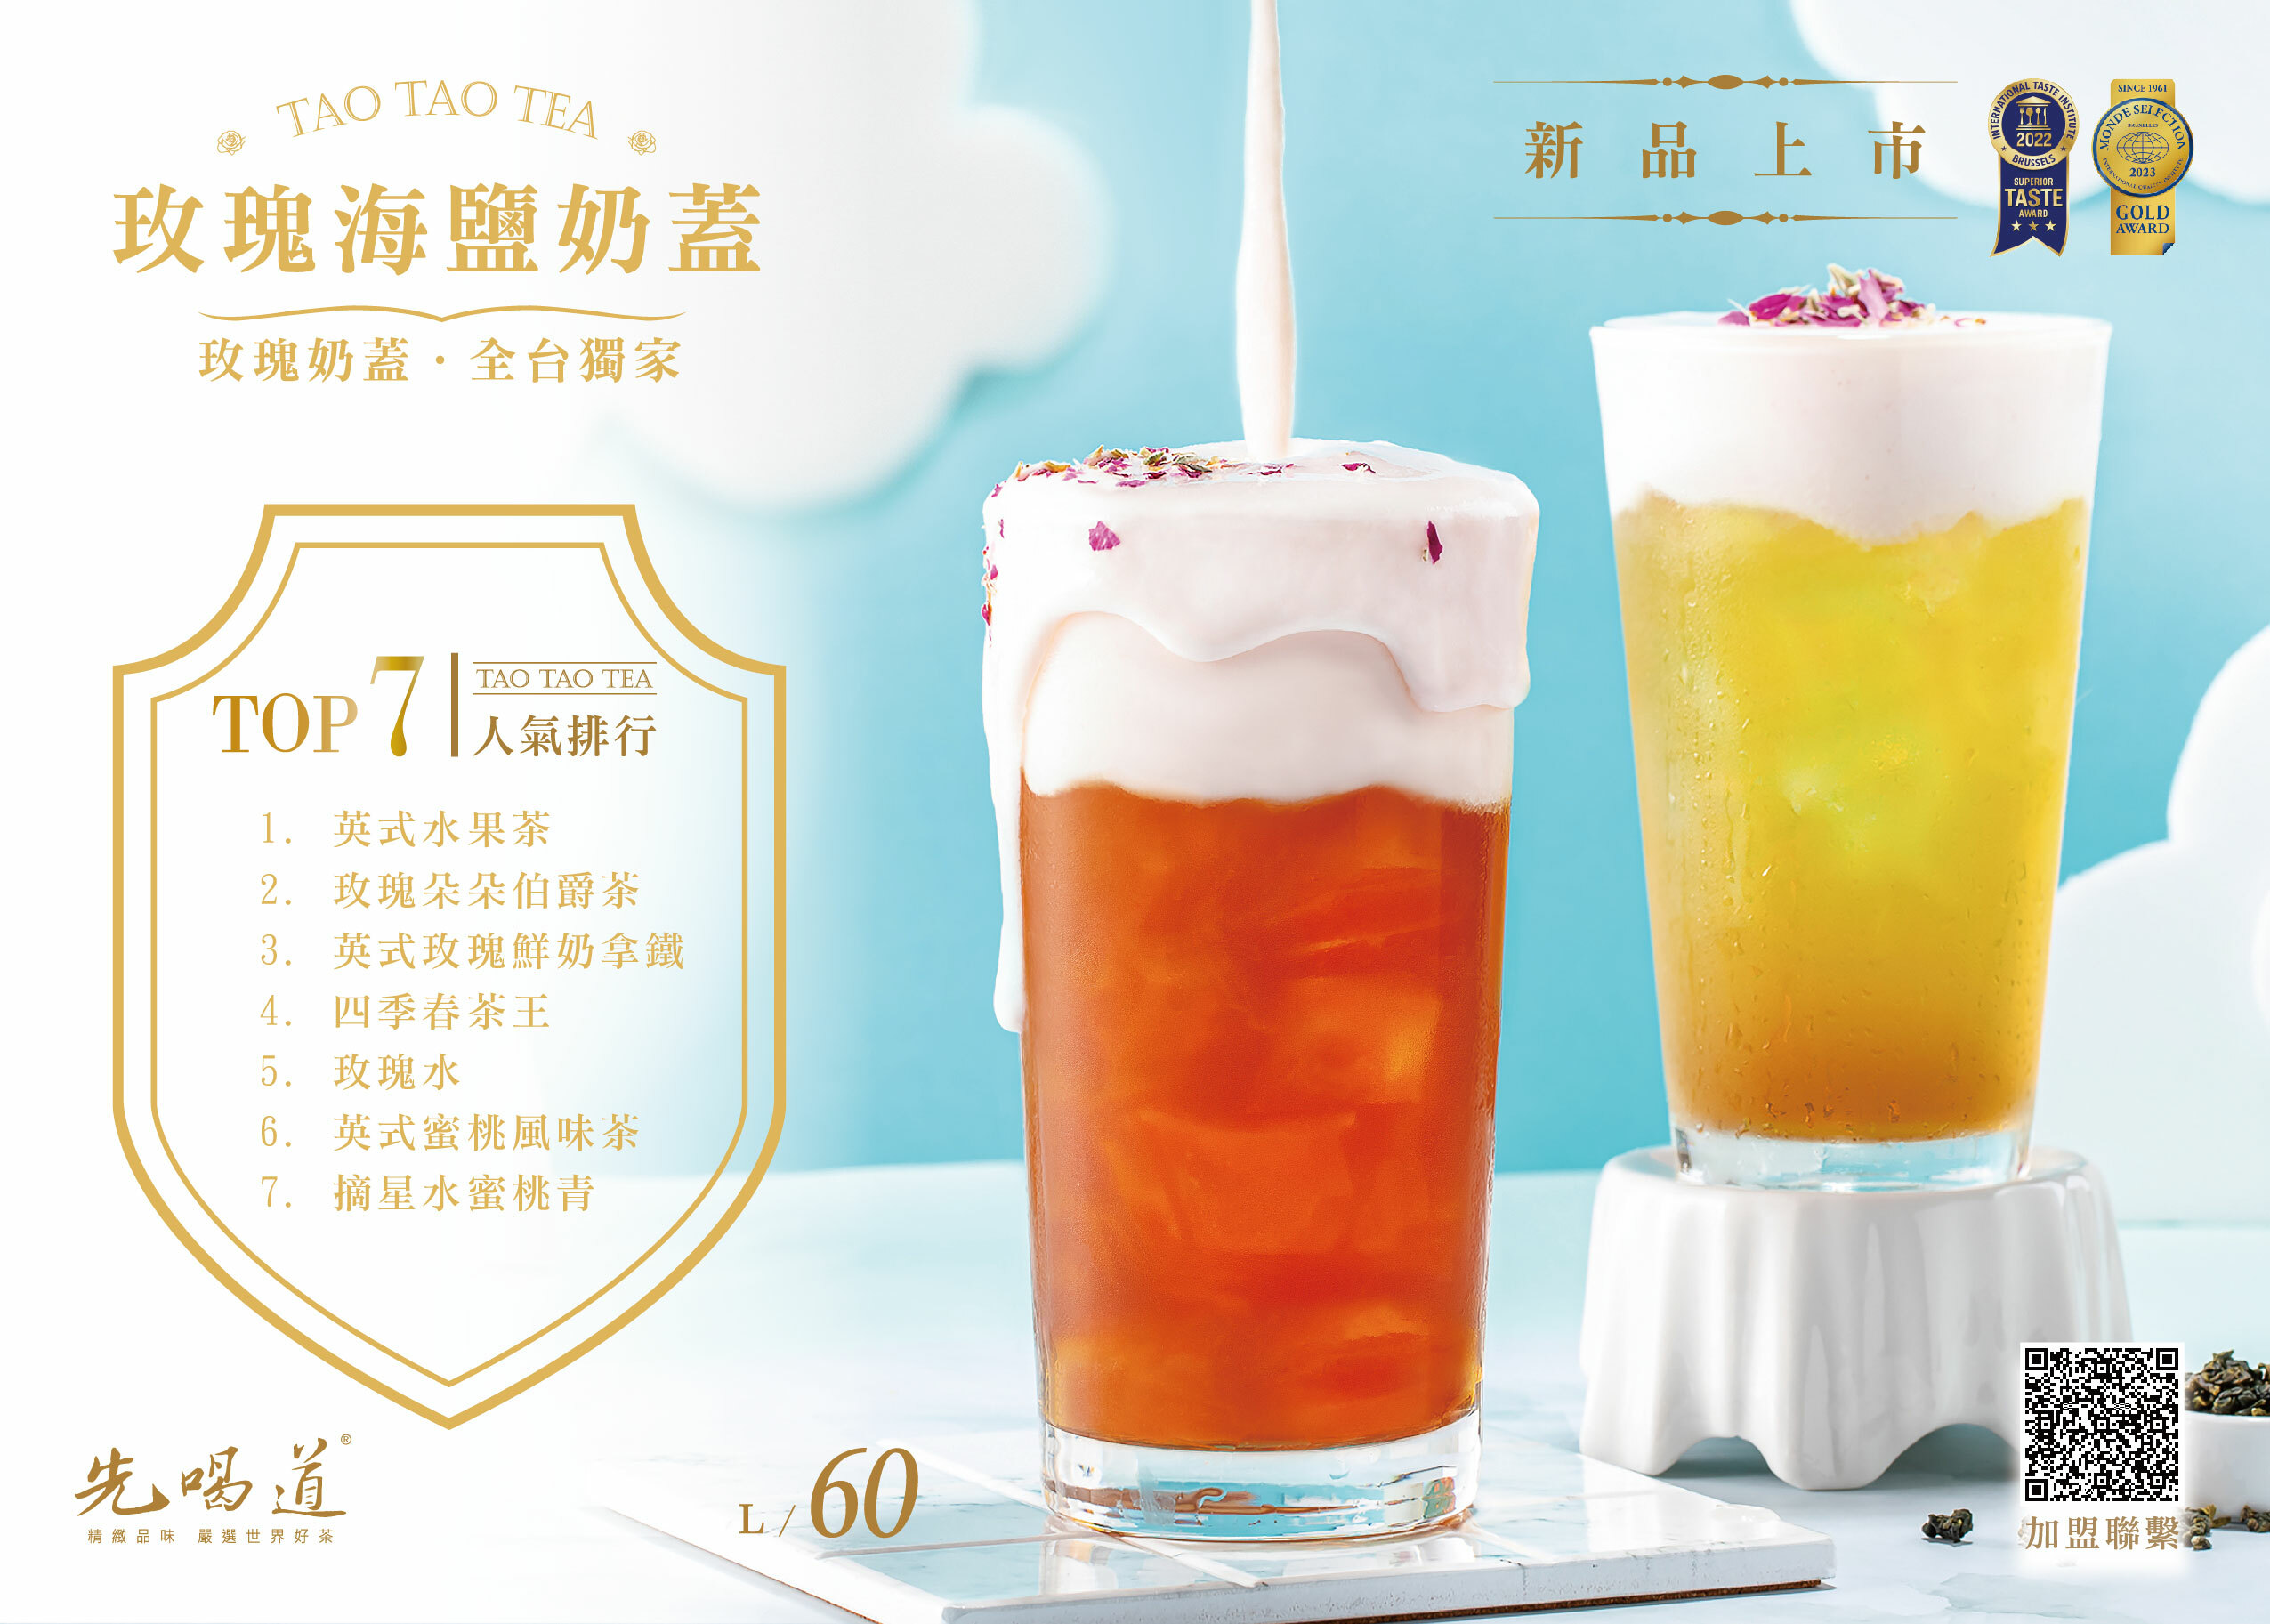 TAO TAO TEA
玫瑰海鹽奶蓋
玫瑰奶蓋・全台獨家
新品上市
INTERNATIONAL TASTE INSTITUTE
2022
BRUSSELS
SUPERIOR
TASTE
AWARD
SINCE 1961
MONDE SELECTION
2023
GOLD
AWARD
TOP 7
TAO TAO TEA
人氣排行
1. 英式水果茶
2. 玫瑰朵朵伯爵茶
3. 英式玫瑰鮮奶拿鐵
4. 四季春茶王
5. 玫瑰水
6. 英式蜜桃風味茶
7. 摘星水蜜桃青
先喝道®
精緻品味 嚴選世界好茶
L/60
加盟聯繫